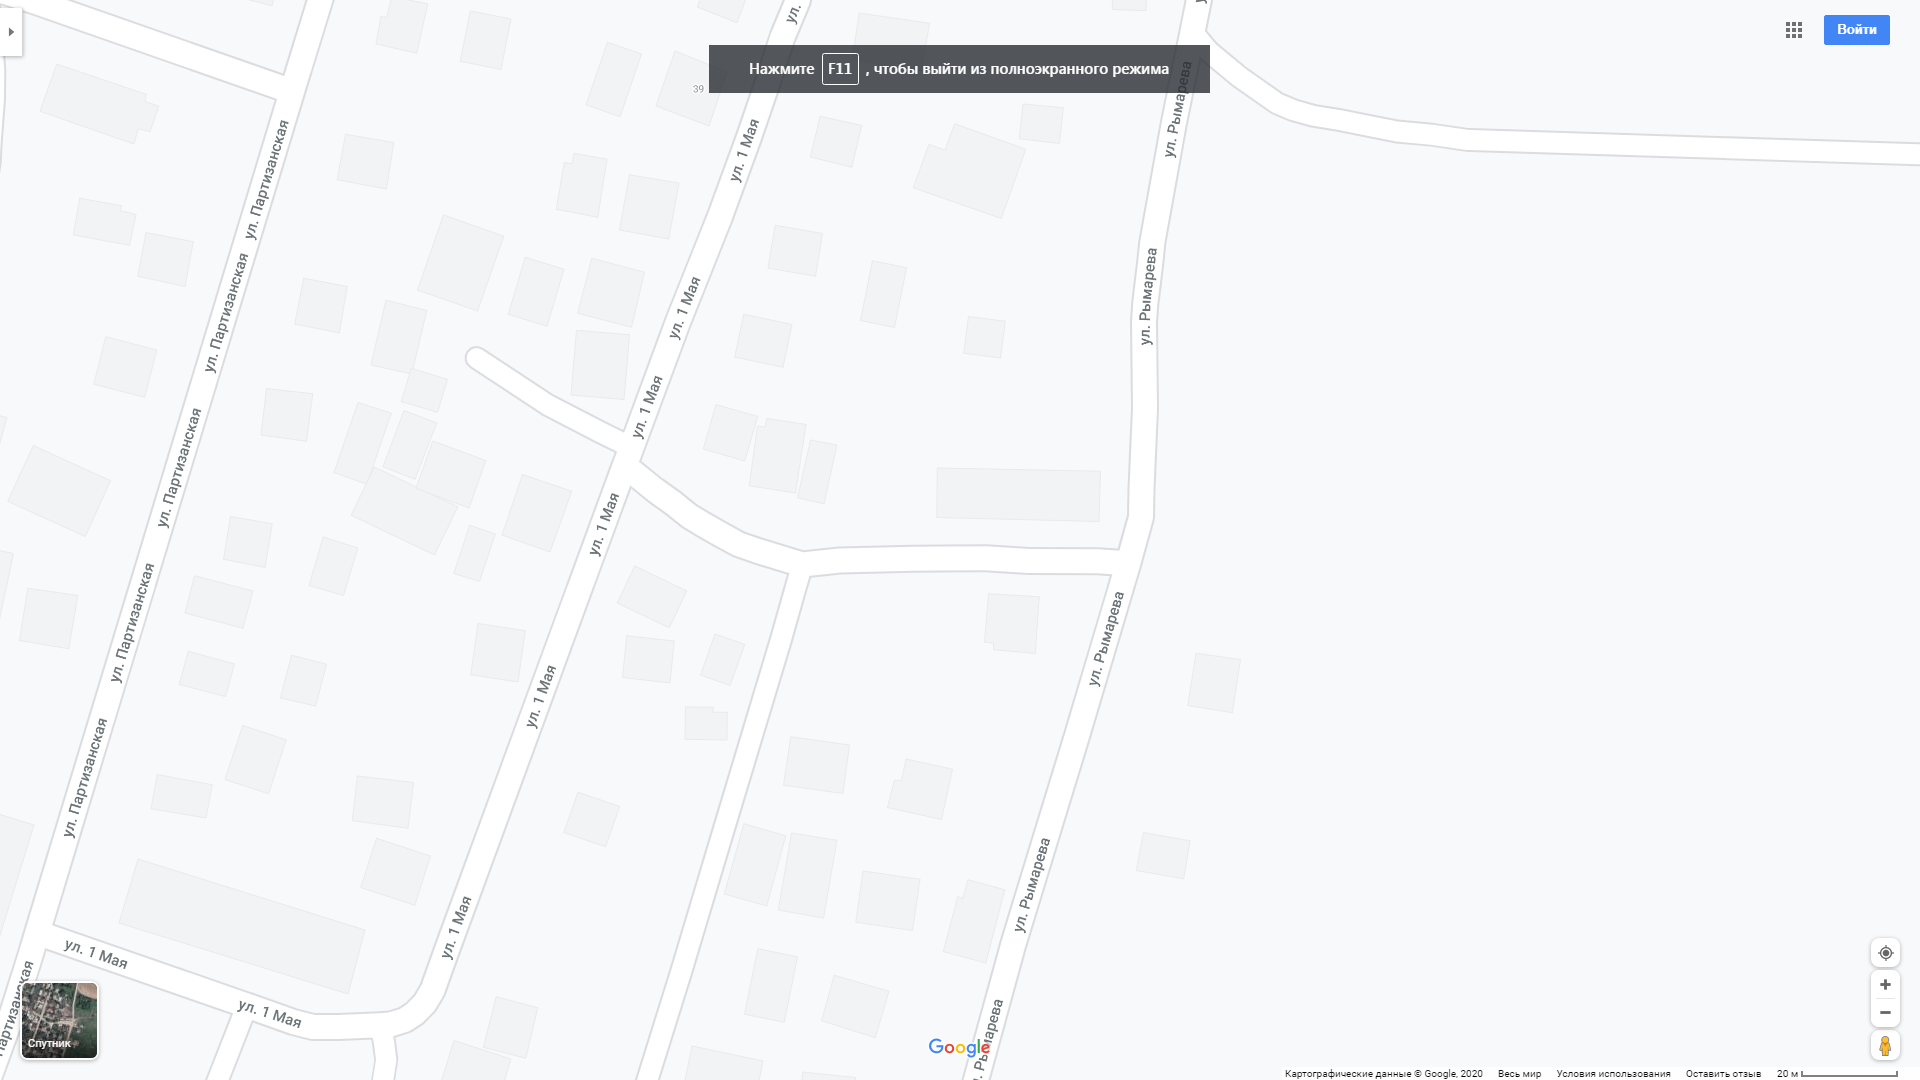 ул.
Войти
Нажмите F11 , чтобы выйти из полноэкранного режима
39
ул. Рымарева
ул. 1 Мая
ул. Партизанская
ул. Рымарева
ул. Партизанская
ул. 1 Мая
ул. 1 Мая
ул. Партизанская
ул. 1 Мая
ул. Партизанская
ул. Рымарева
ул. 1 Мая
ул. Партизанская
ул. Рымарева
ул. 1 Мая
ул. 1 Мая
ул. 1 Мая
Партизанская
Рымарева
Спутник
Google
Картографические данные © Google, 2020 Весь мир Условия использования Оставить отзыв 20 м